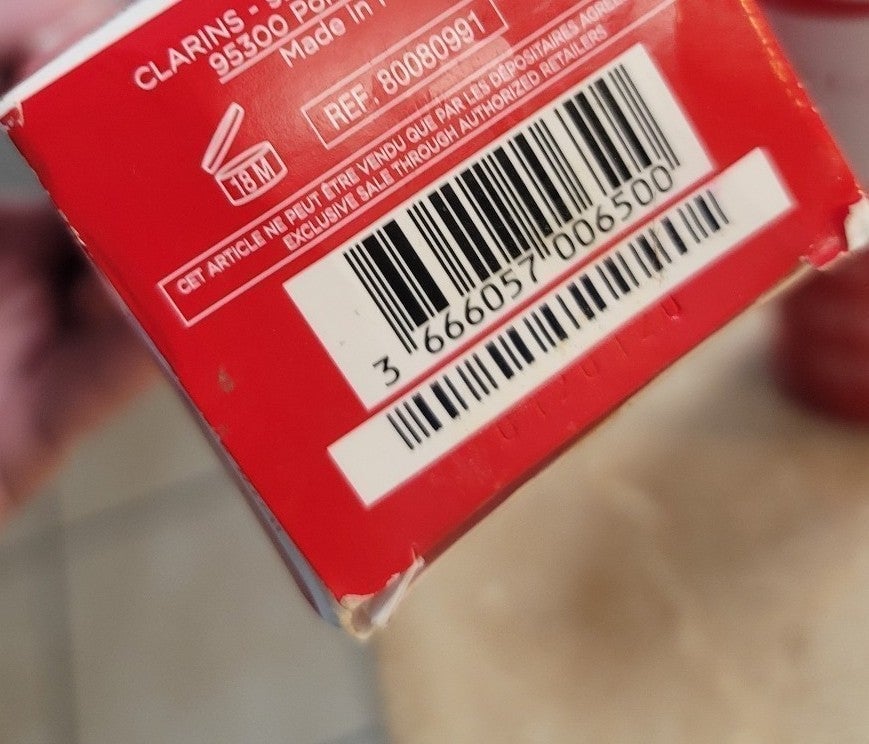 CLARINS -
95300
Made In
REF. 80080991
18 M
CET ARTICLE NE PEUT ÊTRE VENDU QUE PAR LES DÉPOSITAIRES
EXCLUSIVE SALE THROUGH AUTHORIZED RETAILERS
3 666057 006500